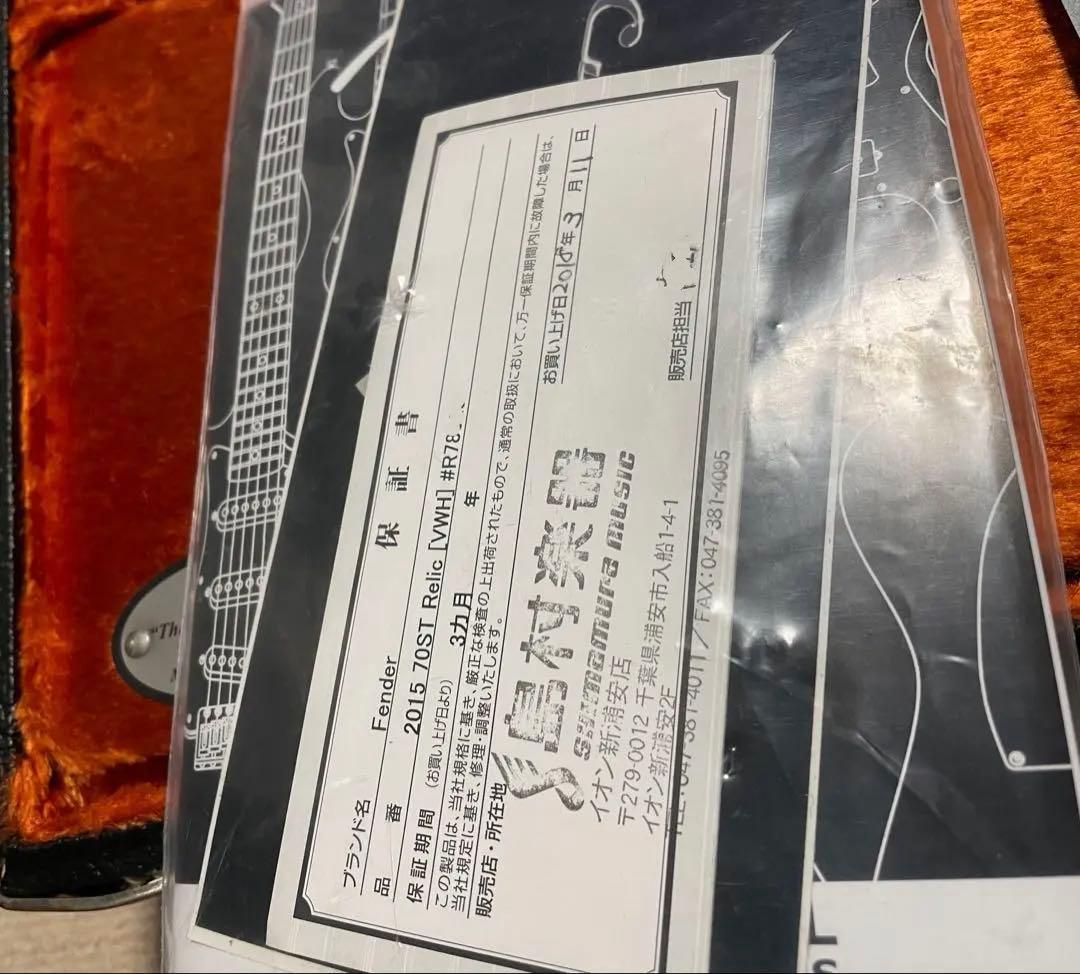 保証書
ブランド名 Fender
品番 2015 70ST Relic [VWH] #R78
保証期間 (お買い上げ日より) 3カ月 年
この製品は、当社規格に基き、厳正な検査の上出荷されたもので、通常の取扱において、万一保証期間内に故障した場合は、
当社規定に基き、修理・調整いたします。
お買い上げ日 年 3月 11日
販売店・所在地
島村楽器
shimamura music
イオン新浦安店
〒279-0012 千葉県浦安市入船1-4-1
イオン新浦安2F
TEL:047-381-4011／FAX:047-381-4095
販売店担当
"Th